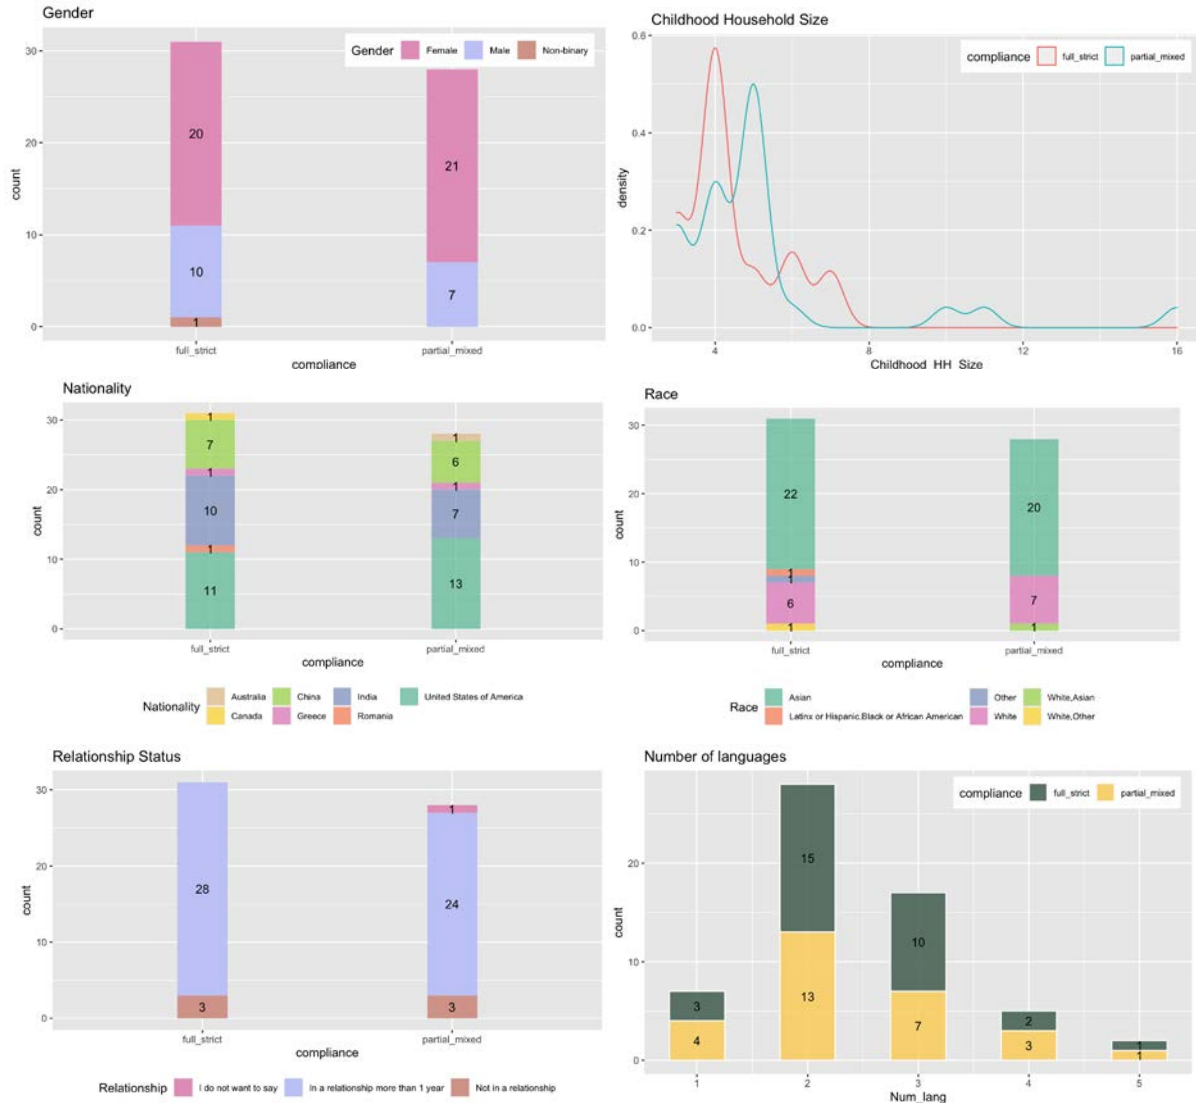 Gender
Gender Female Male Non-binary
30
20
10
0
count
20
10
1
21
7
full_strict partial_mixed
compliance
Childhood Household Size
compliance full_strict partial_mixed
0.6
0.4
0.2
0.0
density
4 8 12 16
Childhood_HH_Size
Nationality
30
20
10
0
count
1
7
1
10
1
11
1
6
1
7
13
full_strict partial_mixed
compliance
Nationality
Australia China India United States of America
Canada Greece Romania
Race
30
20
10
0
count
22
1
1
6
1
20
7
1
full_strict partial_mixed
compliance
Race
Asian Other White,Asian
Latinx or Hispanic,Black or African American White White,Other
Relationship Status
30
20
10
0
count
28
3
1
24
3
full_strict partial_mixed
compliance
Relationship I do not want to say In a relationship more than 1 year Not in a relationship
Number of languages
compliance full_strict partial_mixed
20
10
0
count
3
4
15
13
10
7
2
3
1
1
1 2 3 4 5
Num_lang